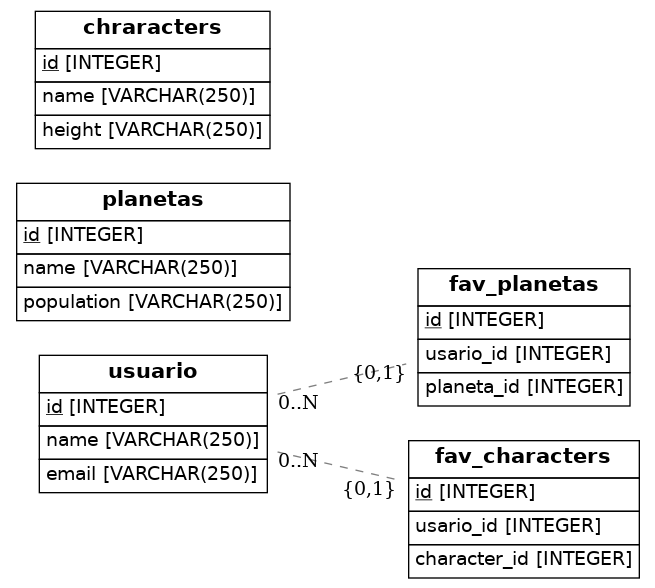 chraracters
id [INTEGER]
name [VARCHAR(250)]
height [VARCHAR(250)]
planetas
id [INTEGER]
name [VARCHAR(250)]
population [VARCHAR(250)]
usuario
id [INTEGER]
name [VARCHAR(250)]
email [VARCHAR(250)]
fav_planetas
id [INTEGER]
usario_id [INTEGER]
planeta_id [INTEGER]
{0,1}
0..N
fav_characters
id [INTEGER]
usario_id [INTEGER]
character_id [INTEGER]
0..N
{0,1}